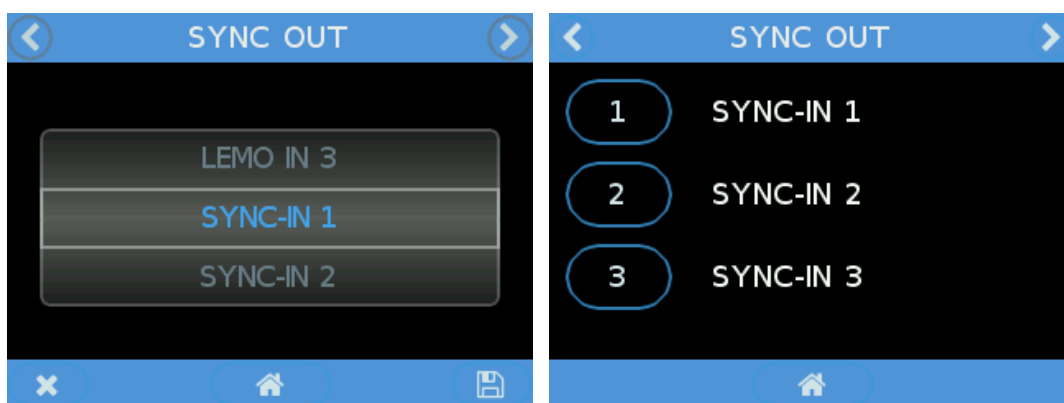 SYNC OUT
LEMO IN 3
SYNC-IN 1
SYNC-IN 2
SYNC OUT
1 SYNC-IN 1
2 SYNC-IN 2
3 SYNC-IN 3